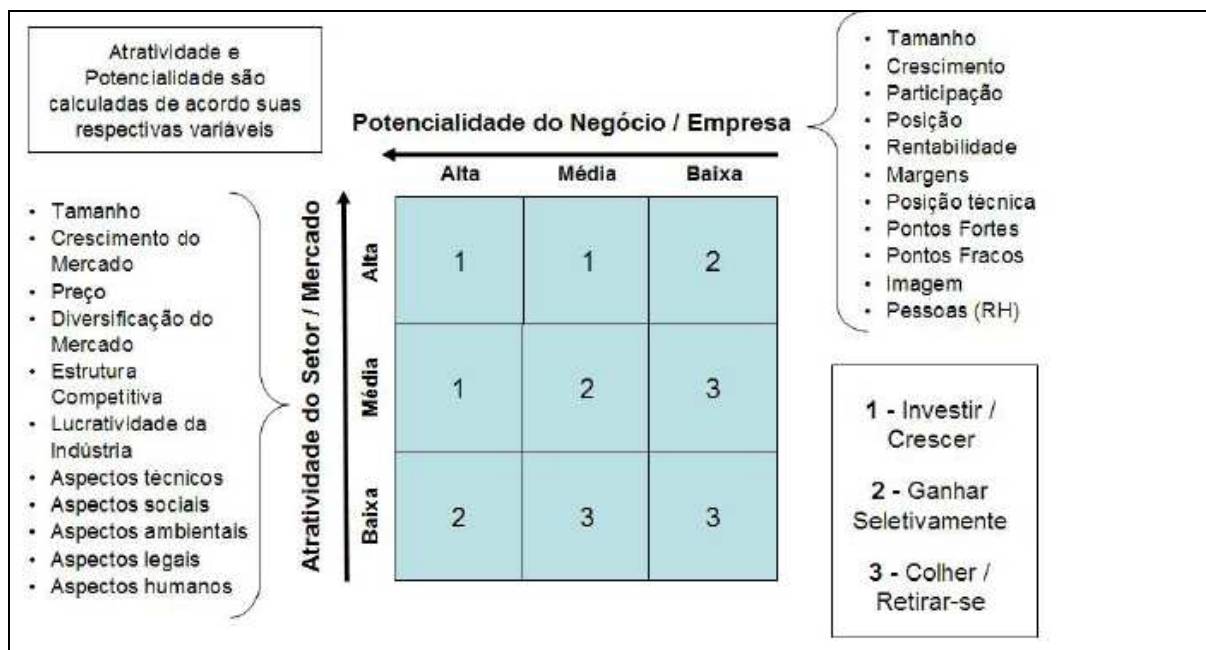 Atratividade e
Potencialidade são
calculadas de acordo suas
respectivas variáveis
Potencialidade do Negócio / Empresa
Alta Média Baixa
• Tamanho
• Crescimento
• Participação
• Posição
• Rentabilidade
• Margens
• Posição técnica
• Pontos Fortes
• Pontos Fracos
• Imagem
• Pessoas (RH)
• Tamanho
• Crescimento do
Mercado
• Preço
• Diversificação do
Mercado
• Estrutura
Competitiva
• Lucratividade da
Indústria
• Aspectos técnicos
• Aspectos sociais
• Aspectos ambientais
• Aspectos legais
• Aspectos humanos
Atratividade do Setor / Mercado
Alta
1 1 2
Média
1 2 3
Baixa
2 3 3
1 - Investir /
Crescer
2 - Ganhar
Seletivamente
3 - Colher /
Retirar-se